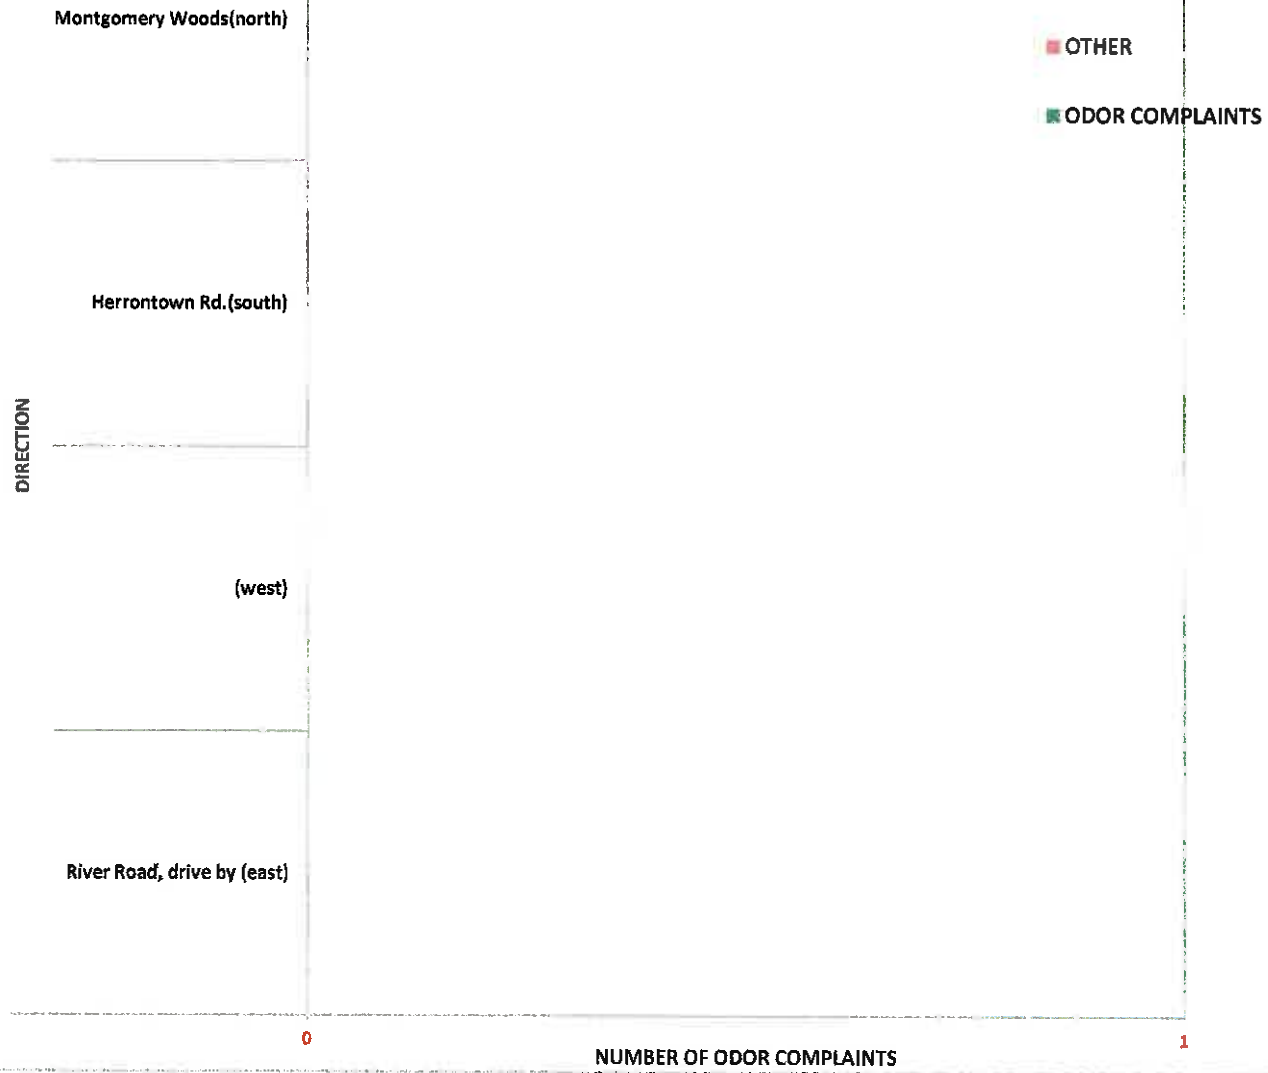 Montgomery Woods(north)
OTHER
ODOR COMPLAINTS
Herrontown Rd.(south)
DIRECTION
(west)
River Road, drive by (east)
0
1
NUMBER OF ODOR COMPLAINTS